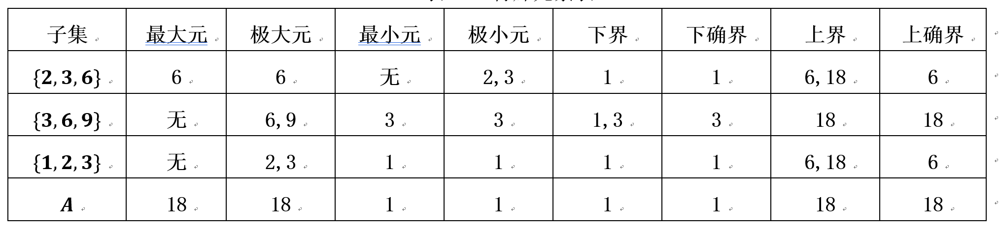 子集 最大元 极大元 最小元 极小元 下界 下确界 上界 上确界
{2,3,6} 6 6 无 2,3 1 1 6,18 6
{3,6,9} 无 6,9 3 3 1,3 3 18 18
{1,2,3} 无 2,3 1 1 1 1 6,18 6
A 18 18 1 1 1 1 18 18